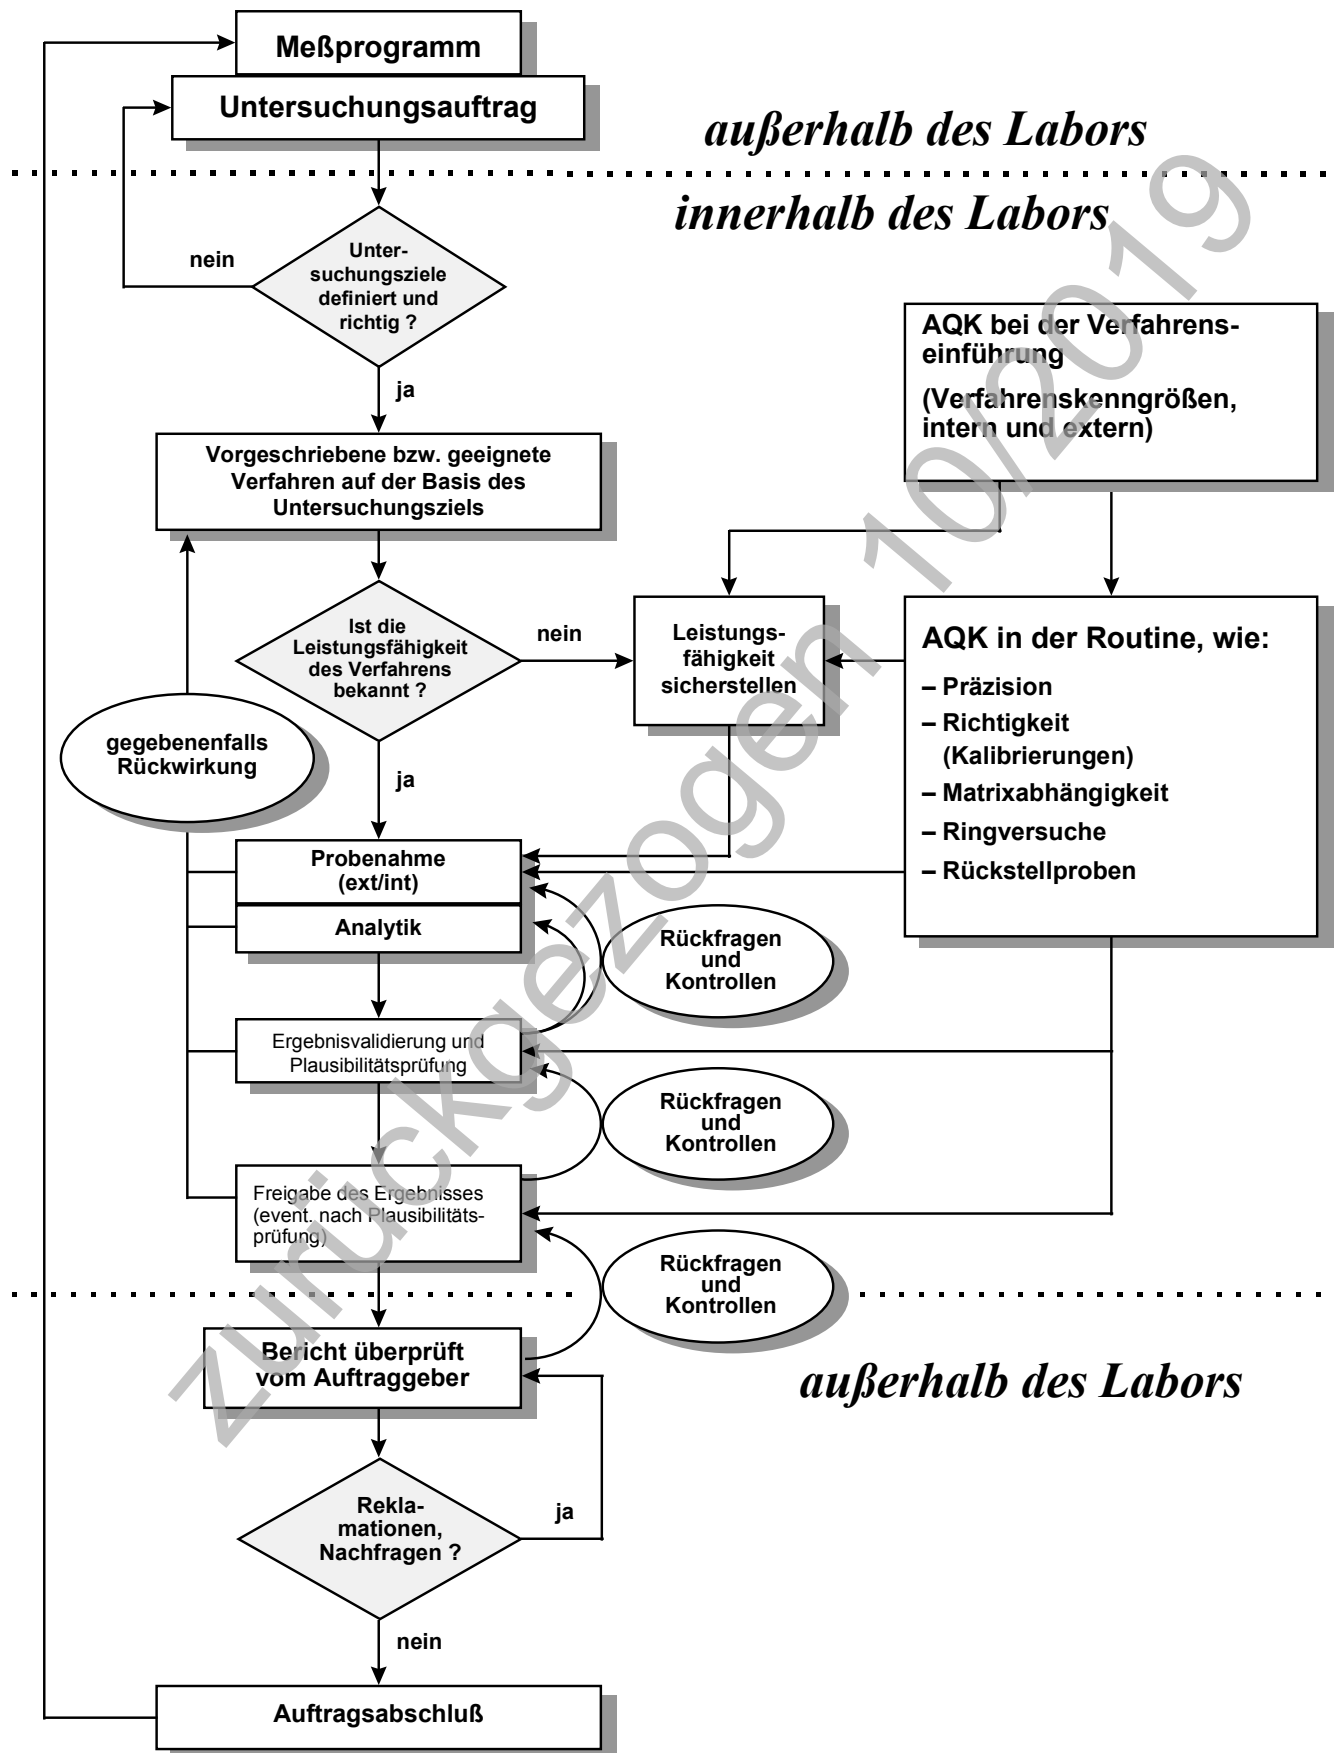 Meßprogramm
Untersuchungsauftrag
außerhalb des Labors
innerhalb des Labors
Unter-
suchungsziele
definiert und
richtig ?
nein
ja
AQK bei der Verfahrens-
einführung
(Verfahrenskenngrößen,
intern und extern)
Vorgeschriebene bzw. geeignete
Verfahren auf der Basis des
Untersuchungsziels
Ist die
Leistungsfähigkeit
des Verfahrens
bekannt ?
nein
ja
Leistungs-
fähigkeit
sicherstellen
AQK in der Routine, wie:
– Präzision
– Richtigkeit
(Kalibrierungen)
– Matrixabhängigkeit
– Ringversuche
– Rückstellproben
gegebenenfalls
Rückwirkung
Probenahme
(ext/int)
Analytik
Rückfragen
und
Kontrollen
Ergebnisvalidierung und
Plausibilitätsprüfung
Rückfragen
und
Kontrollen
Freigabe des Ergebnisses
(event. nach Plausibilitäts-
prüfung)
Rückfragen
und
Kontrollen
Bericht überprüft
vom Auftraggeber
außerhalb des Labors
Rekla-
mationen,
Nachfragen ?
ja
nein
Auftragsabschluß
zurückgezogen 10/2019